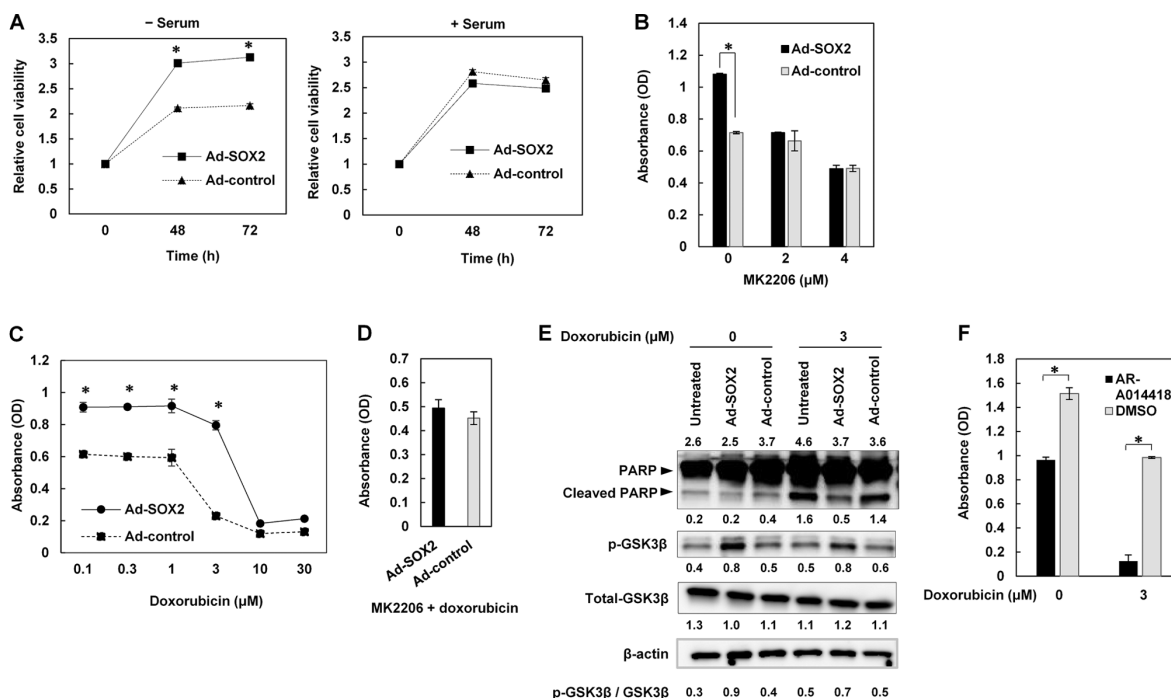 A
− Serum
Relative cell viability
3.5
3
2.5
2
1.5
1
0.5
0
*
*
Ad-SOX2
Ad-control
0
48
72
Time (h)
+ Serum
Relative cell viability
3.5
3
2.5
2
1.5
1
0.5
0
Ad-SOX2
Ad-control
0
48
72
Time (h)
B
Absorbance (OD)
1.4
1.2
1
0.8
0.6
0.4
0.2
0
*
Ad-SOX2
Ad-control
0
2
4
MK2206 (µM)
C
Absorbance (OD)
1.2
1
0.8
0.6
0.4
0.2
0
* * * *
Ad-SOX2
Ad-control
0.1 0.3 1 3 10 30
Doxorubicin (µM)
D
Absorbance (OD)
0.7
0.6
0.5
0.4
0.3
0.2
0.1
0
Ad-SOX2
Ad-control
MK2206 + doxorubicin
E
Doxorubicin (µM) 0 3
Untreated
Ad-SOX2
Ad-control
Untreated
Ad-SOX2
Ad-control
2.6 2.5 3.7 4.6 3.7 3.6
PARP
Cleaved PARP
0.2 0.2 0.4 1.6 0.5 1.4
p-GSK3β
0.4 0.8 0.5 0.5 0.8 0.6
Total-GSK3β
1.3 1.0 1.1 1.1 1.2 1.1
β-actin
p-GSK3β / GSK3β 0.3 0.9 0.4 0.5 0.7 0.5
F
Absorbance (OD)
1.8
1.6
1.4
1.2
1
0.8
0.6
0.4
0.2
0
*
*
AR-
A014418
DMSO
Doxorubicin (µM) 0 3